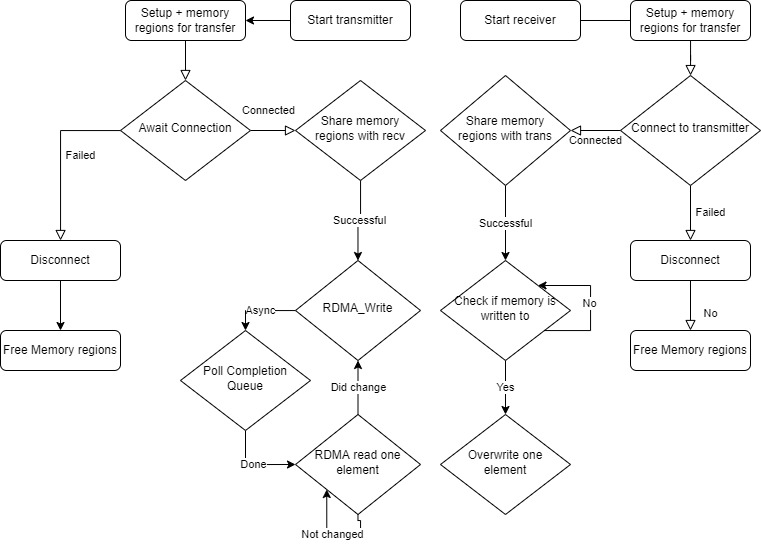 Setup + memory
regions for transfer
Start transmitter
Start receiver
Setup + memory
regions for transfer
Await Connection
Connected
Share memory
regions with recv
Share memory
regions with trans
Connected
Connect to transmitter
Failed
Failed
Successful
Successful
Disconnect
Disconnect
RDMA_Write
Check if memory is
written to
No
No
Async
Free Memory regions
Free Memory regions
Poll Completion
Queue
Did change
Yes
Done
RDMA read one
element
Overwrite one
element
Not changed